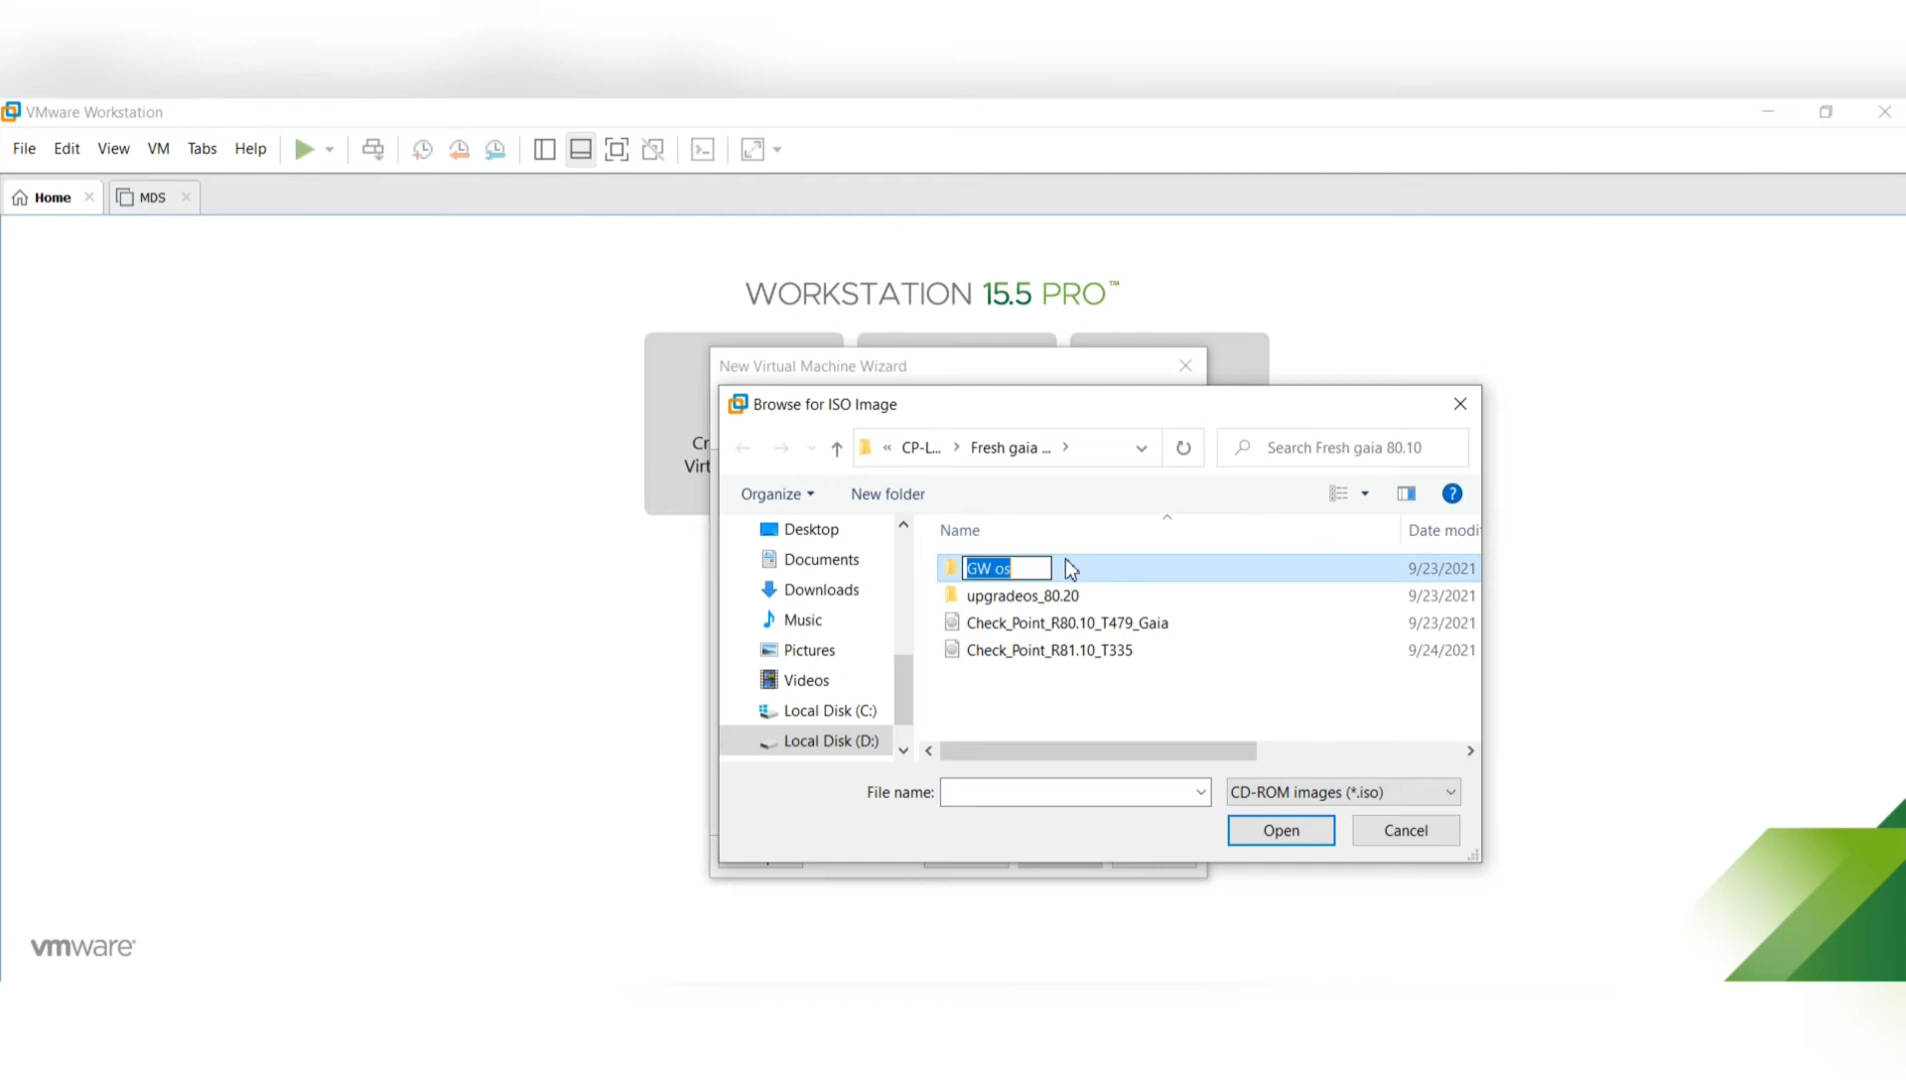 VMware Workstation
File Edit View VM Tabs Help
Home MDS
WORKSTATION 15.5 PRO™
Cr
Virt
New Virtual Machine Wizard
Browse for ISO Image
« CP-L... > Fresh gaia ... > Search Fresh gaia 80.10
Organize New folder
Name Date modi
Desktop
Documents
Downloads
Music
Pictures
Videos
Local Disk (C:)
Local Disk (D:)
GW os 9/23/2021
upgradeos_80.20 9/23/2021
Check_Point_R80.10_T479_Gaia 9/23/2021
Check_Point_R81.10_T335 9/24/2021
File name: CD-ROM images (*.iso)
Open Cancel
vmware®